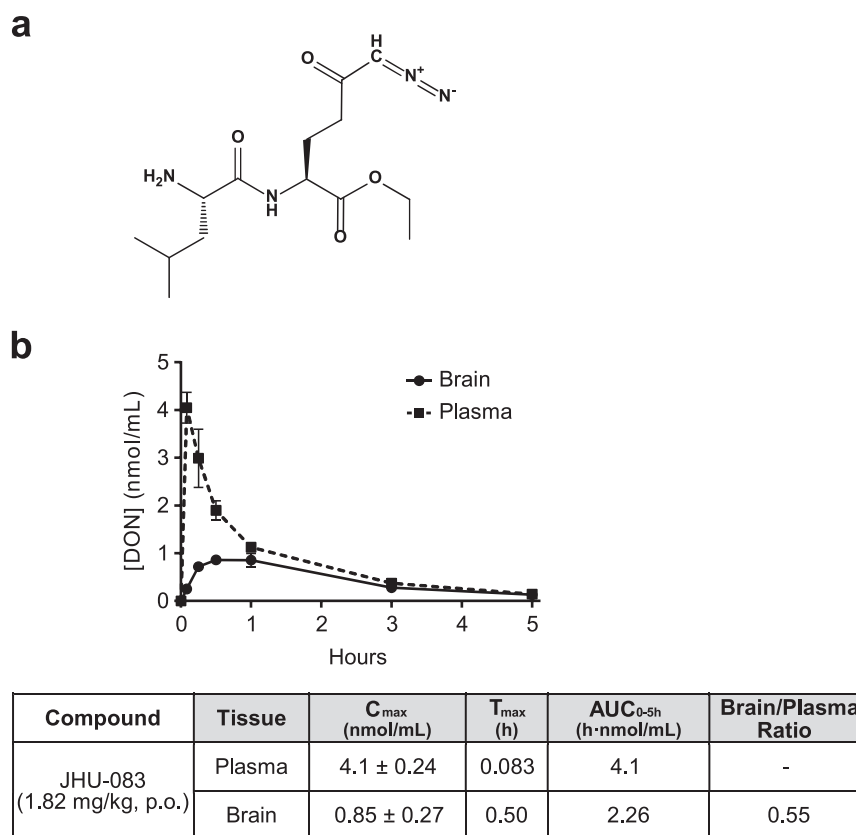 a
H
O C N⁺ N⁻
O
H₂N N H O
O
b
5
4
3
2
1
0
[DON] (nmol/mL)
Brain
Plasma
0 1 2 3 4 5
Hours
Compound Tissue Cmax (nmol/mL) Tmax (h) AUC0-5h (h·nmol/mL) Brain/Plasma Ratio
JHU-083 (1.82 mg/kg, p.o.) Plasma 4.1 ± 0.24 0.083 4.1 -
Brain 0.85 ± 0.27 0.50 2.26 0.55